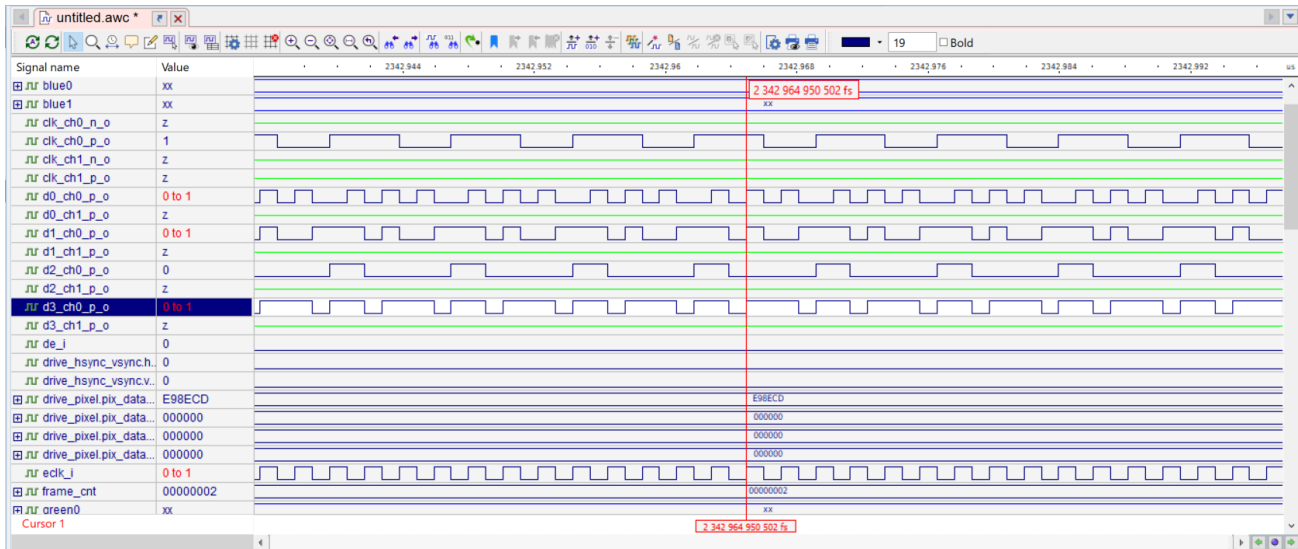 untitled.awc *
19
Bold
Signal name Value 2342.944 2342.952 2342.96 2342.968 2342.976 2342.984 2342.992 us
2 342 964 950 502 fs
blue0 xx
blue1 xx xx
clk_ch0_n_o z
clk_ch0_p_o 1
clk_ch1_n_o z
clk_ch1_p_o z
d0_ch0_p_o 0 to 1
d0_ch1_p_o z
d1_ch0_p_o 0 to 1
d1_ch1_p_o z
d2_ch0_p_o 0
d2_ch1_p_o z
d3_ch0_p_o 0 to 1
d3_ch1_p_o z
de_i 0
drive_hsync_vsync.h.. 0
drive_hsync_vsync.v.. 0
drive_pixel.pix_data... E98ECD E98ECD
drive_pixel.pix_data... 000000 000000
drive_pixel.pix_data... 000000 000000
drive_pixel.pix_data... 000000 000000
eclk_i 0 to 1
frame_cnt 00000002 00000002
green0 xx xx
Cursor 1 2 342 964 950 502 fs